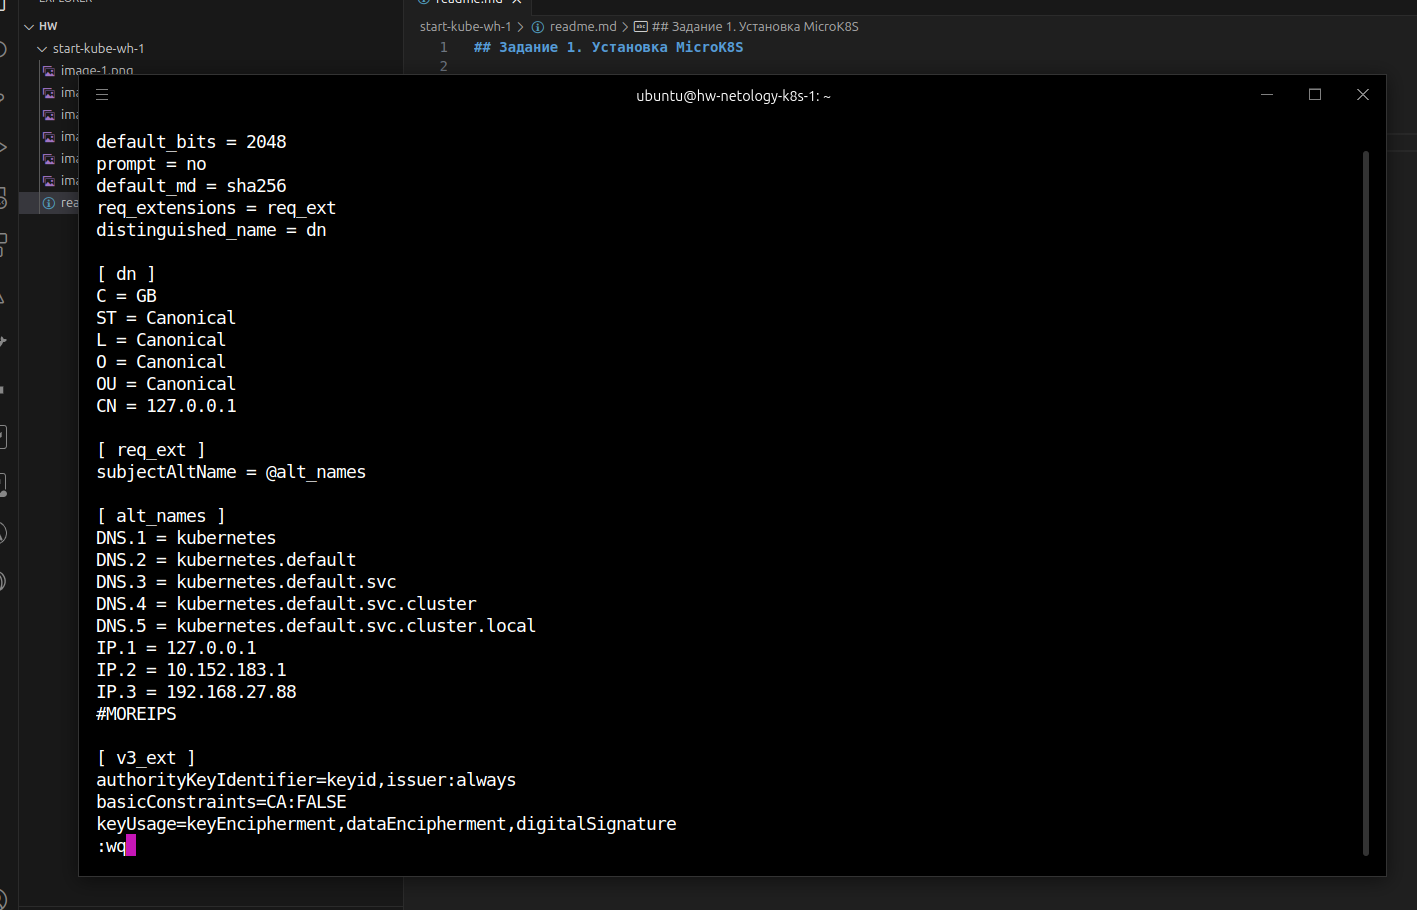 EXPLORER
readme.md
HW
start-kube-wh-1 > readme.md > ## Задание 1. Установка MicroK8S
start-kube-wh-1
1 ## Задание 1. Установка MicroK8S
2
image-1.png
ubuntu@hw-netology-k8s-1: ~
ima
ima
ima
ima
ima
rea
default_bits = 2048
prompt = no
default_md = sha256
req_extensions = req_ext
distinguished_name = dn
[ dn ]
C = GB
ST = Canonical
L = Canonical
O = Canonical
OU = Canonical
CN = 127.0.0.1
[ req_ext ]
subjectAltName = @alt_names
[ alt_names ]
DNS.1 = kubernetes
DNS.2 = kubernetes.default
DNS.3 = kubernetes.default.svc
DNS.4 = kubernetes.default.svc.cluster
DNS.5 = kubernetes.default.svc.cluster.local
IP.1 = 127.0.0.1
IP.2 = 10.152.183.1
IP.3 = 192.168.27.88
#MOREIPS
[ v3_ext ]
authorityKeyIdentifier=keyid,issuer:always
basicConstraints=CA:FALSE
keyUsage=keyEncipherment,dataEncipherment,digitalSignature
:wq